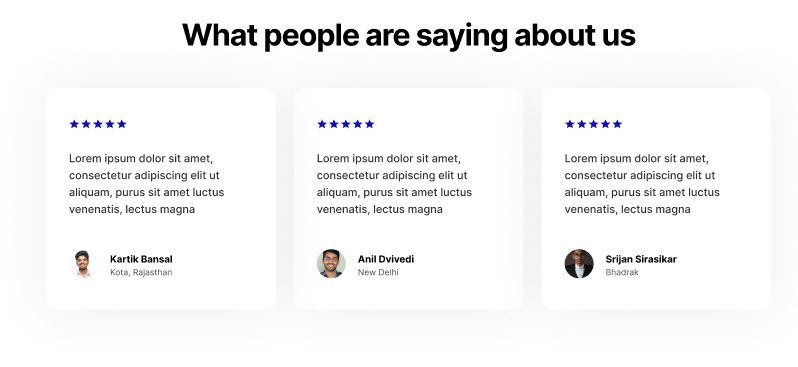 What people are saying about us
Lorem ipsum dolor sit amet,
consectetur adipiscing elit ut
aliquam, purus sit amet luctus
venenatis, lectus magna
Kartik Bansal
Kota, Rajasthan
Lorem ipsum dolor sit amet,
consectetur adipiscing elit ut
aliquam, purus sit amet luctus
venenatis, lectus magna
Anil Dvivedi
New Delhi
Lorem ipsum dolor sit amet,
consectetur adipiscing elit ut
aliquam, purus sit amet luctus
venenatis, lectus magna
Srijan Sirasikar
Bhadrak